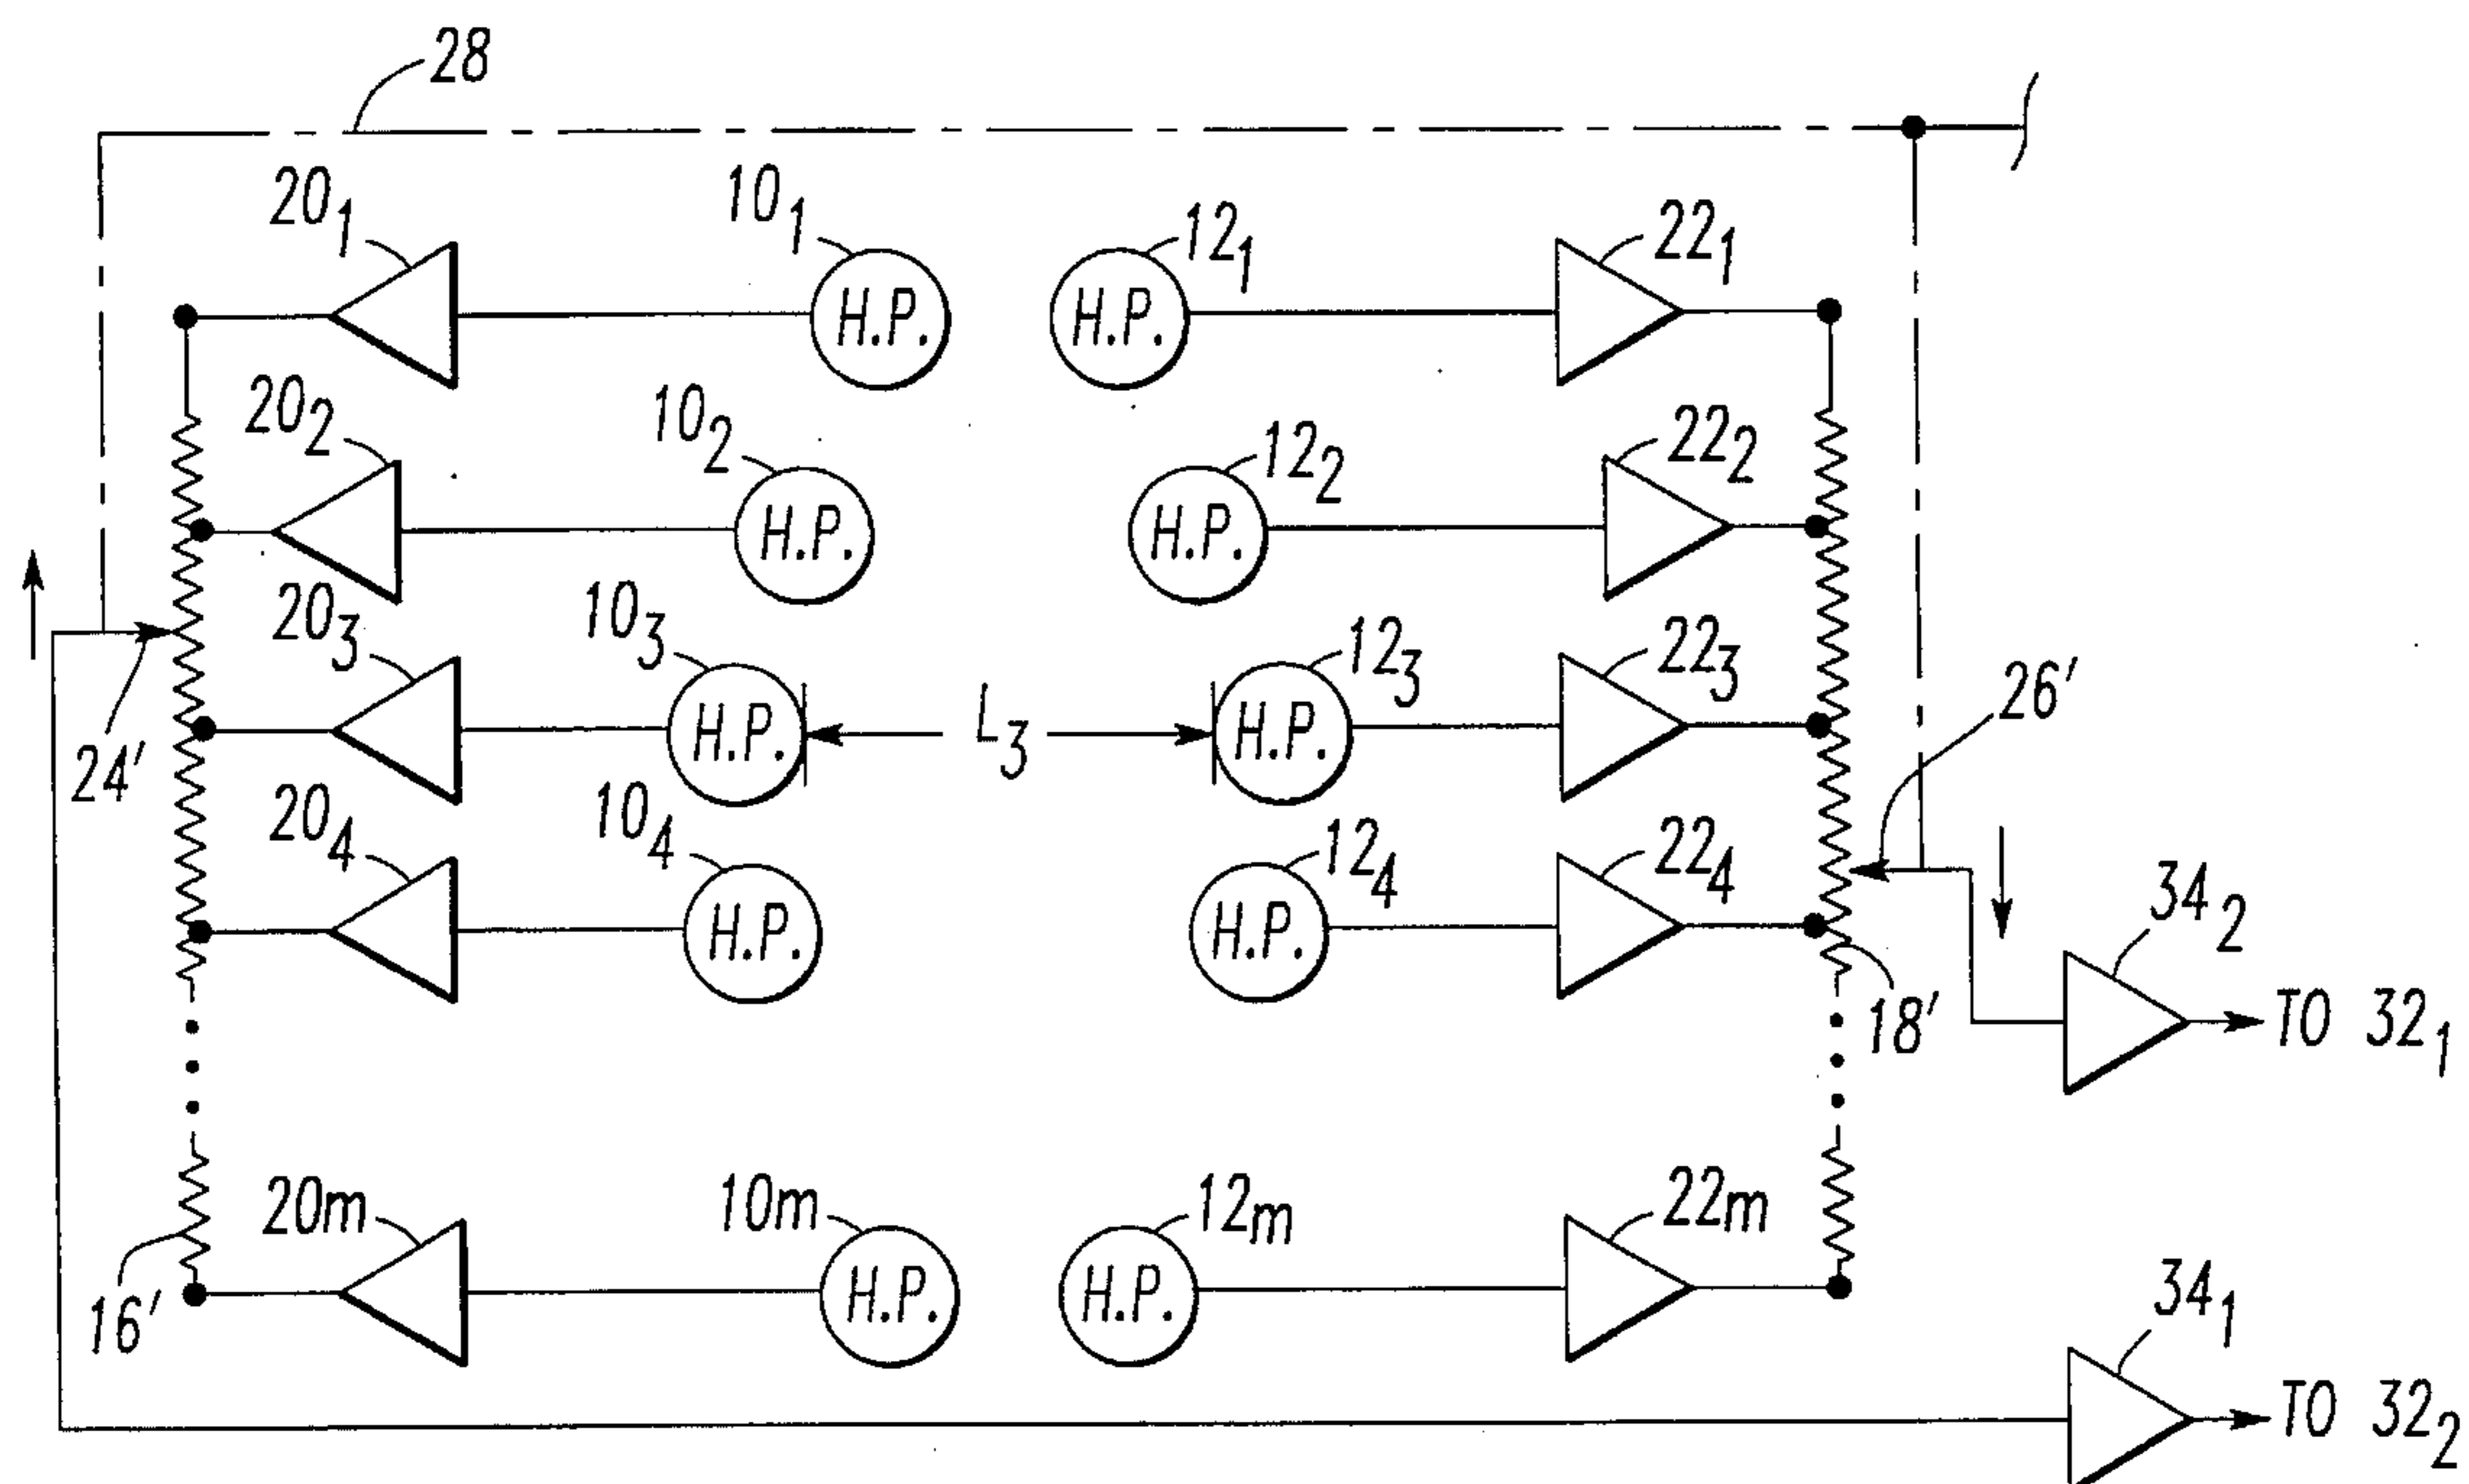 28
20₁ 10₁ 12₁ 22₁
H.P. H.P.
20₂ 10₂ 12₂ 22₂
H.P. H.P.
20₃ 10₃ 12₃ 22₃
26'
24' H.P. L₃ H.P.
20₄ 10₄ 12₄ 22₄
34₂
H.P. H.P.
18' TO 32₁
20m 10m 12m 22m
16' H.P. H.P.
34₁
TO 32₂